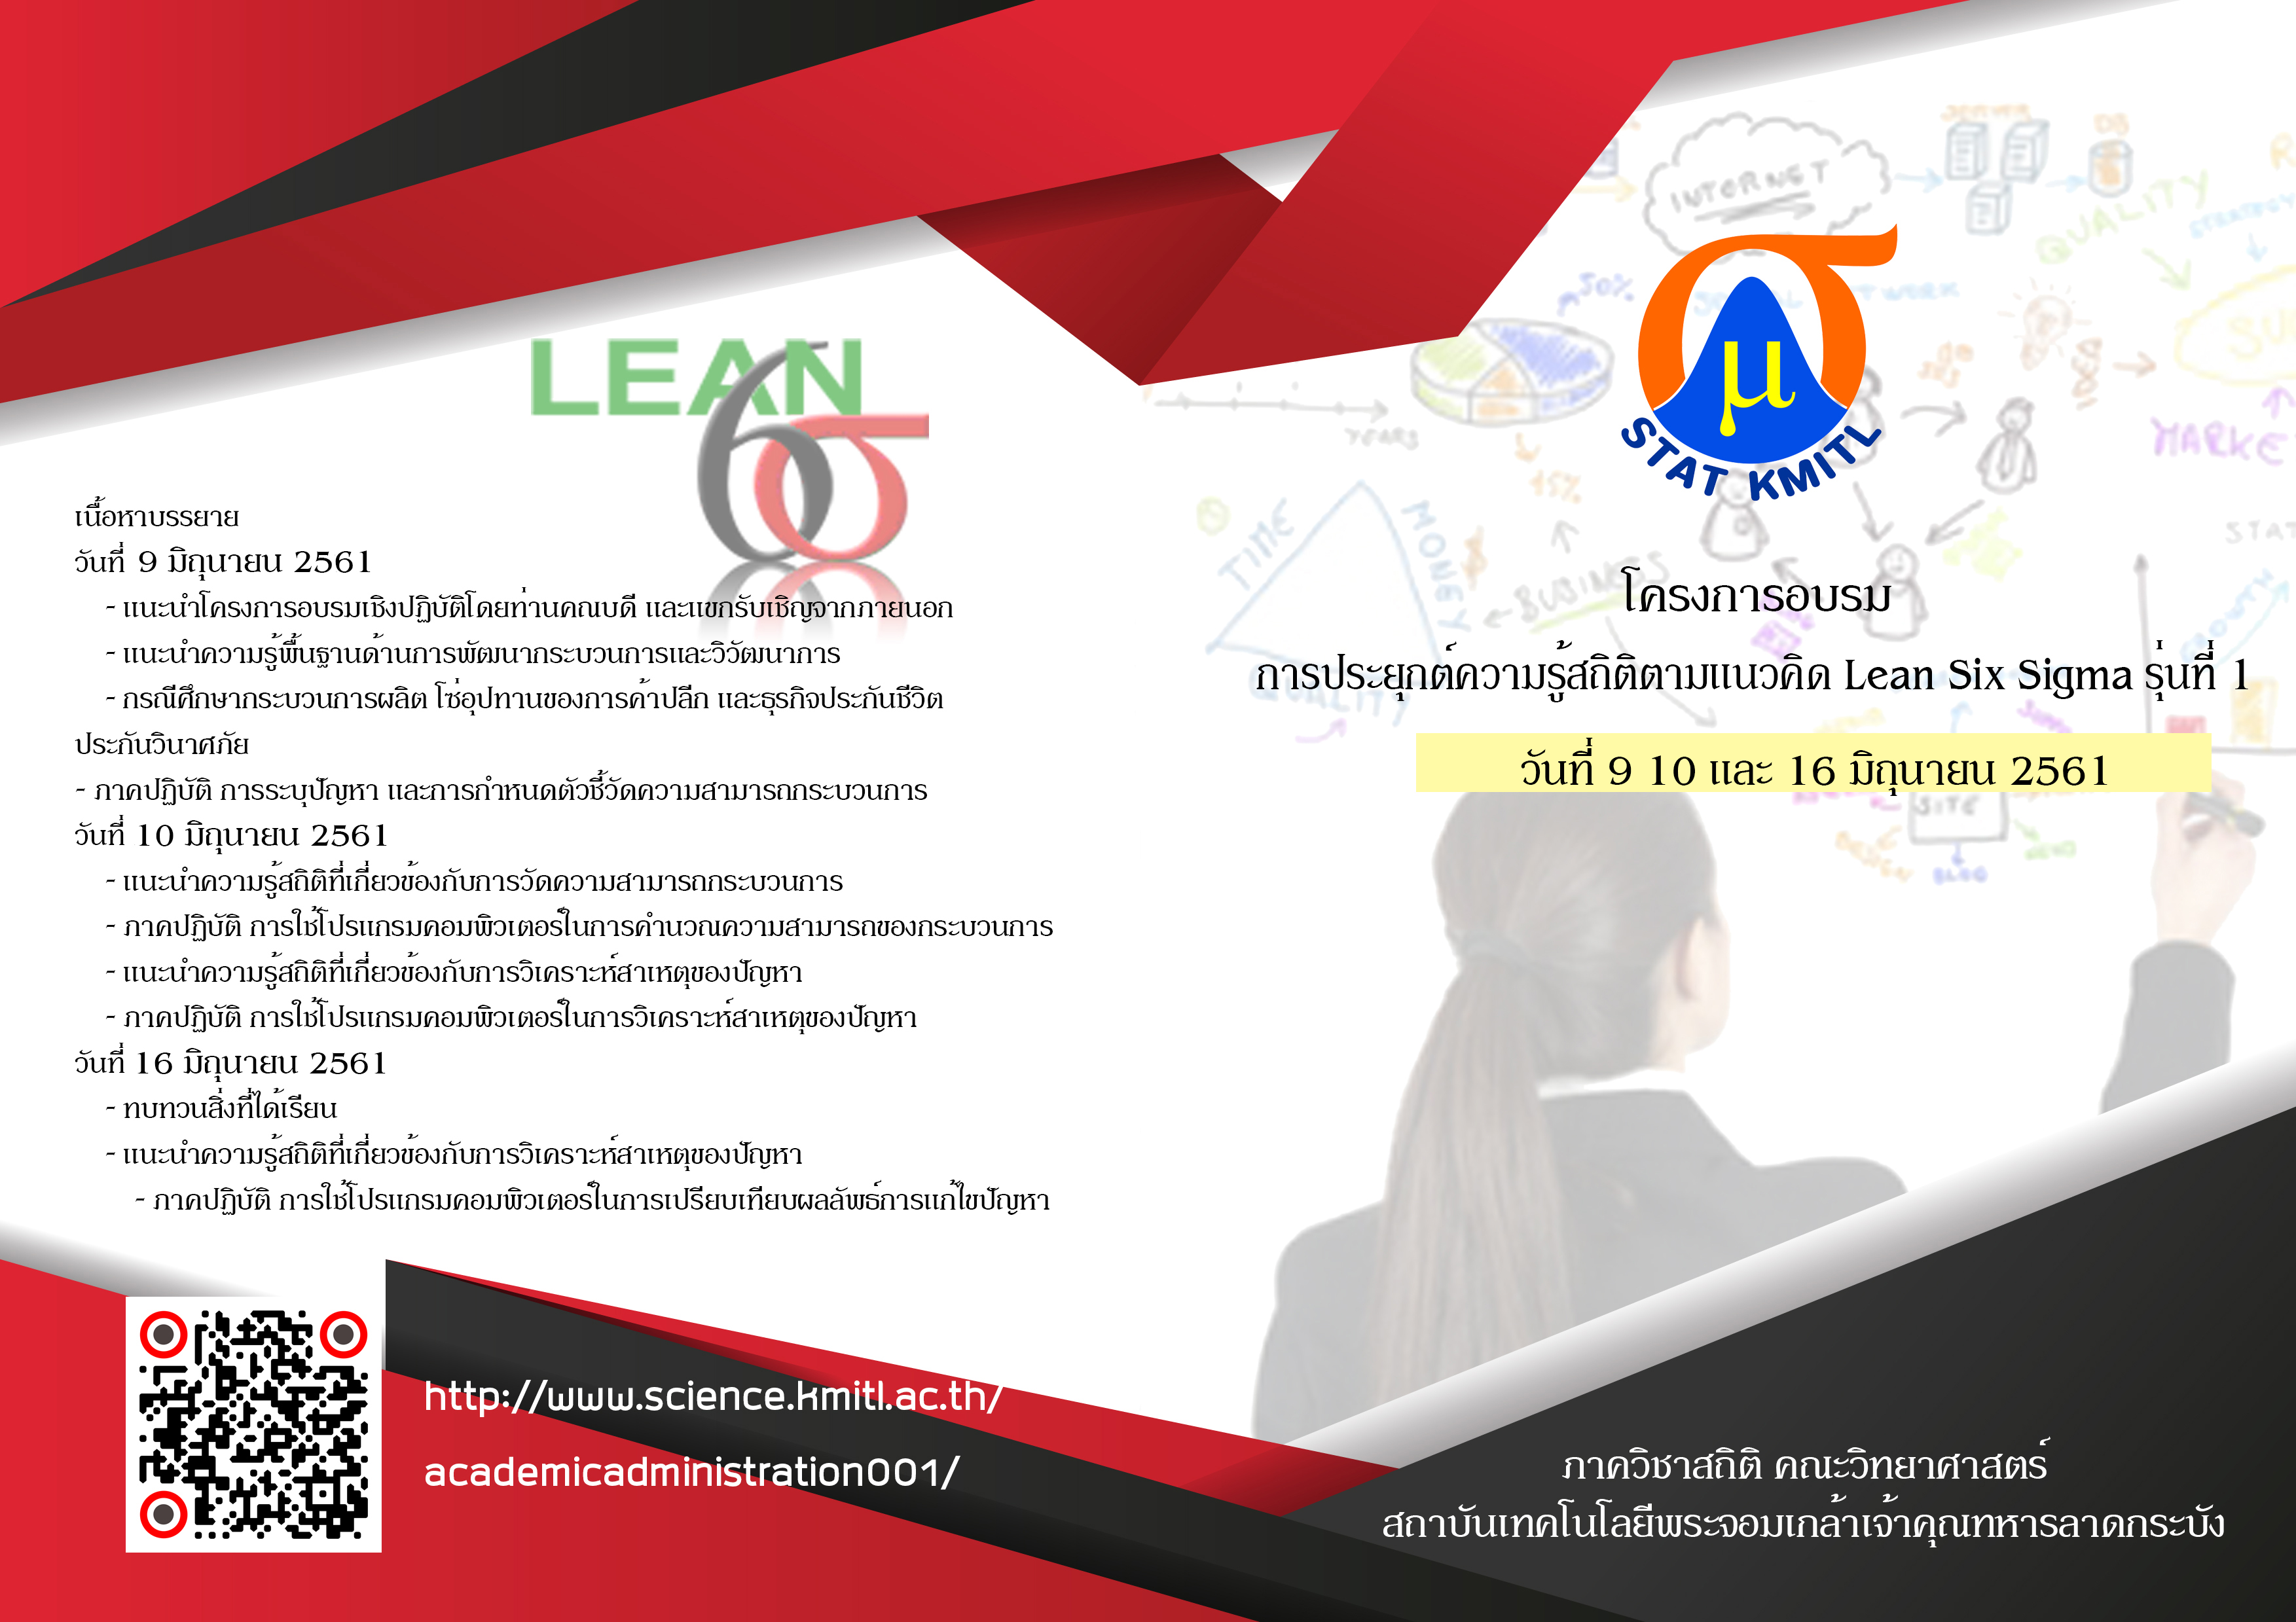 LEAN
6σ
เนื้อหาบรรยาย
วันที่ 9 มิถุนายน 2561
- แนะนำโครงการอบรมเชิงปฏิบัติโดยท่านคณบดี และแขกรับเชิญจากภายนอก
- แนะนำความรู้พื้นฐานด้านการพัฒนากระบวนการและวิวัฒนาการ
- กรณีศึกษากระบวนการผลิต โซ่อุปทานของการค้าปลีก และธุรกิจประกันชีวิต
ประกันวินาศภัย
- ภาคปฏิบัติ การระบุปัญหา และการกำหนดตัวชี้วัดความสามารถกระบวนการ
วันที่ 10 มิถุนายน 2561
- แนะนำความรู้สถิติที่เกี่ยวข้องกับการวัดความสามารถกระบวนการ
- ภาคปฏิบัติ การใช้โปรแกรมคอมพิวเตอร์ในการคำนวณความสามารถของกระบวนการ
- แนะนำความรู้สถิติที่เกี่ยวข้องกับการวิเคราะห์สาเหตุของปัญหา
- ภาคปฏิบัติ การใช้โปรแกรมคอมพิวเตอร์ในการวิเคราะห์สาเหตุของปัญหา
วันที่ 16 มิถุนายน 2561
- ทบทวนสิ่งที่ได้เรียน
- แนะนำความรู้สถิติที่เกี่ยวข้องกับการวิเคราะห์สาเหตุของปัญหา
- ภาคปฏิบัติ การใช้โปรแกรมคอมพิวเตอร์ในการเปรียบเทียบผลลัพธ์การแก้ไขปัญหา
http://www.science.kmitl.ac.th/
academicadministration001/
σ
μ
STAT KMITL
โครงการอบรม
การประยุกต์ความรู้สถิติตามแนวคิด Lean Six Sigma รุ่นที่ 1
วันที่ 9 10 และ 16 มิถุนายน 2561
ภาควิชาสถิติ คณะวิทยาศาสตร์
สถาบันเทคโนโลยีพระจอมเกล้าเจ้าคุณทหารลาดกระบัง
INTERNET
SERVER
DB
QUALITY
STRATEGY
50%
YEARS
45%
TIME
MONEY
QUALITY
BUSINESS
GROWTH
SITE
DESIGN
BLOG